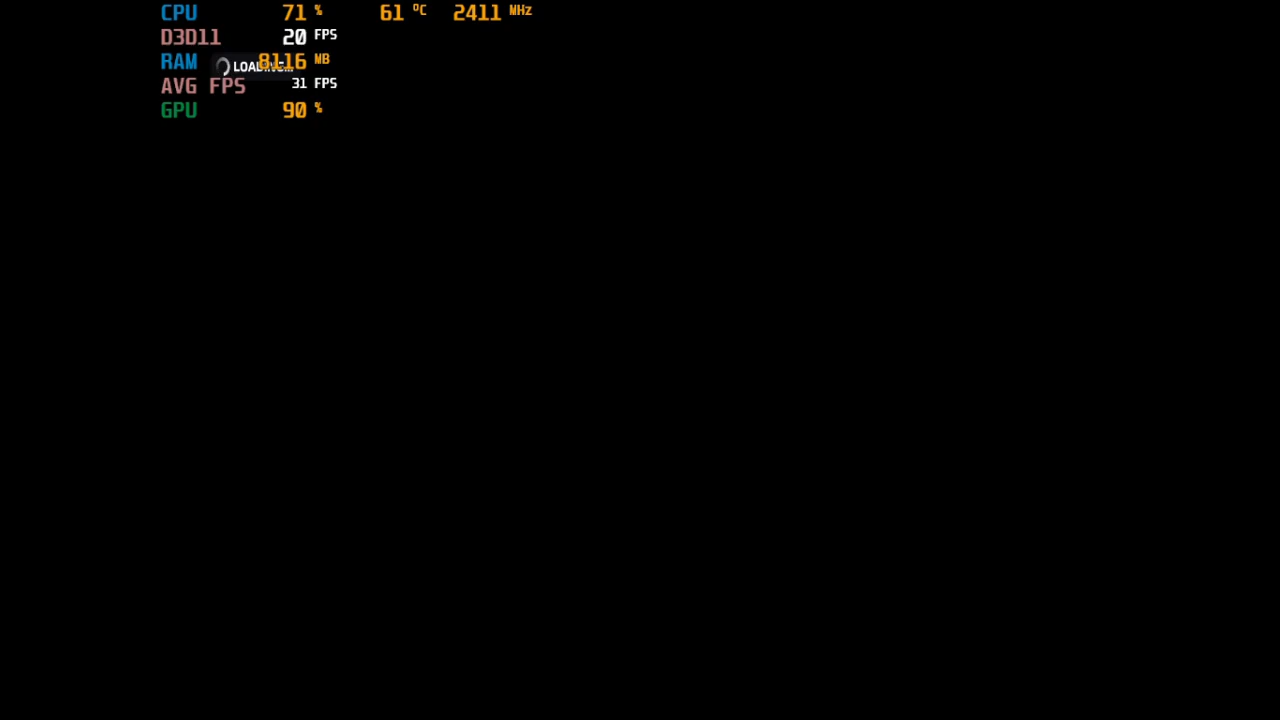 CPU 71 % 61 °C 2411 MHz
D3D11 20 FPS
RAM 8116 MB
AVG FPS 31 FPS
GPU 90 %